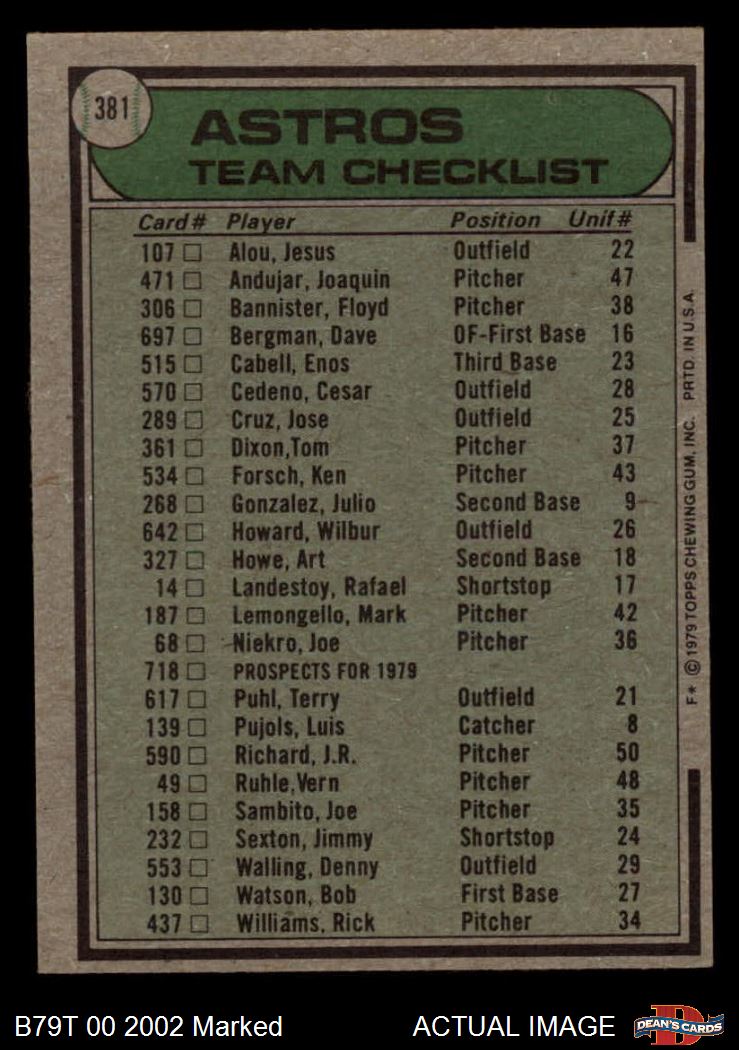 381
ASTROS
TEAM CHECKLIST
Card# Player Position Unif#
107 Alou, Jesus Outfield 22
471 Andujar, Joaquin Pitcher 47
306 Bannister, Floyd Pitcher 38
697 Bergman, Dave OF-First Base 16
515 Cabell, Enos Third Base 23
570 Cedeno, Cesar Outfield 28
289 Cruz, Jose Outfield 25
361 Dixon,Tom Pitcher 37
534 Forsch, Ken Pitcher 43
268 Gonzalez, Julio Second Base 9
642 Howard, Wilbur Outfield 26
327 Howe, Art Second Base 18
14 Landestoy, Rafael Shortstop 17
187 Lemongello, Mark Pitcher 42
68 Niekro, Joe Pitcher 36
718 PROSPECTS FOR 1979
617 Puhl, Terry Outfield 21
139 Pujols, Luis Catcher 8
590 Richard, J.R. Pitcher 50
49 Ruhle,Vern Pitcher 48
158 Sambito, Joe Pitcher 35
232 Sexton, Jimmy Shortstop 24
553 Walling, Denny Outfield 29
130 Watson, Bob First Base 27
437 Williams, Rick Pitcher 34
F* © 1979 TOPPS CHEWING GUM, INC. PRTD. IN U.S.A.
B79T 00 2002 Marked ACTUAL IMAGE
D
DEAN'S CARDS